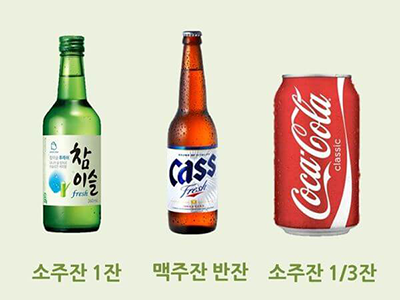 참
이슬
fresh
Cass
Fresh
Coca-Cola
classic
소주잔 1잔
맥주잔 반잔
소주잔 1/3잔